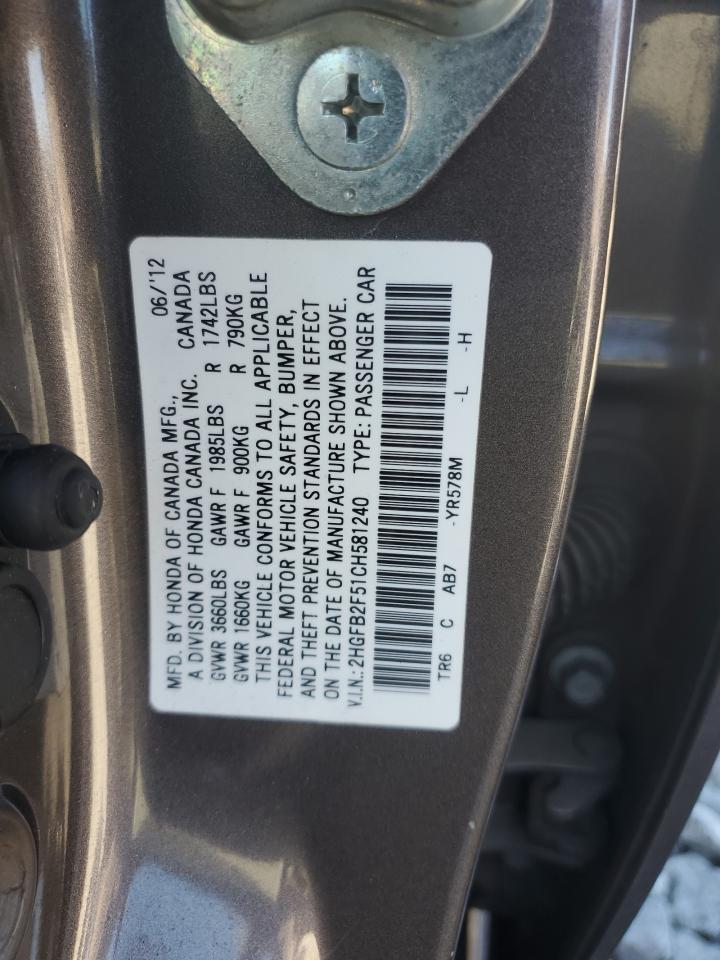 MFD. BY HONDA OF CANADA MFG., 06/'12
A DIVISION OF HONDA CANADA INC. CANADA
GVWR 3660LBS GAWR F 1985LBS R 1742LBS
GVWR 1660KG GAWR F 900KG R 790KG
THIS VEHICLE CONFORMS TO ALL APPLICABLE
FEDERAL MOTOR VEHICLE SAFETY, BUMPER,
AND THEFT PREVENTION STANDARDS IN EFFECT
ON THE DATE OF MANUFACTURE SHOWN ABOVE.
V.I.N.: 2HGFB2F51CH581240 TYPE: PASSENGER CAR
TR6 C AB7 -YR578M -L -H